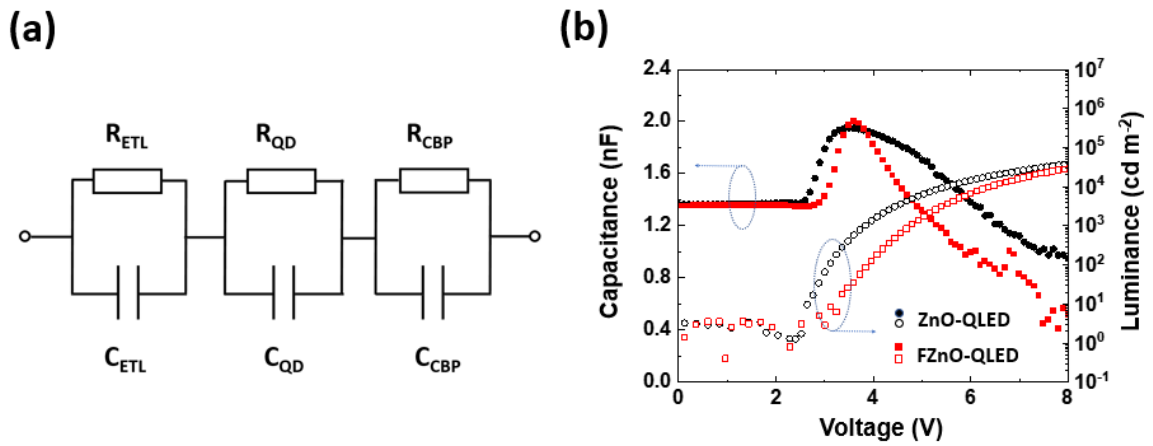 (a)
R_ETL R_QD R_CBP
C_ETL C_QD C_CBP
(b)
Capacitance (nF)
2.4
2.0
1.6
1.2
0.8
0.4
0.0
0 2 4 6 8
Voltage (V)
ZnO-QLED
FZnO-QLED
10^7
10^6
10^5
10^4
10^3
10^2
10^1
10^0
10^-1
Luminance (cd m^-2)